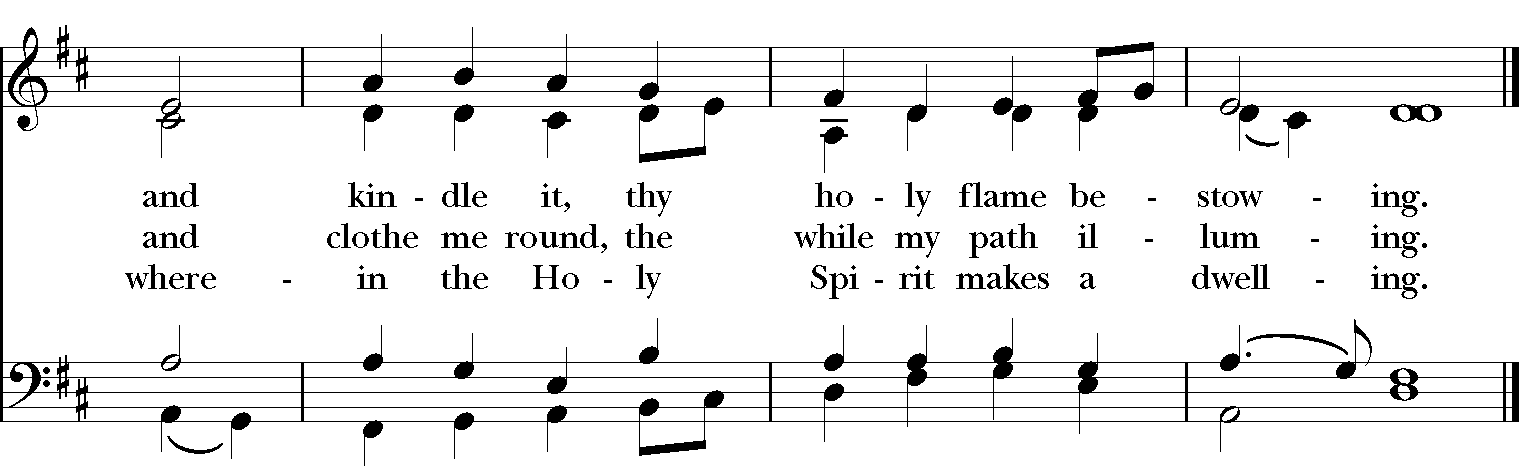 and kin - dle it, thy ho - ly flame be - stow - ing.
and clothe me round, the while my path il - lum - ing.
where - in the Ho - ly Spi - rit makes a dwell - ing.